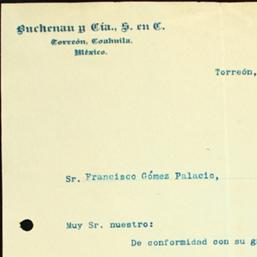 Buchenau y Cía., S. en C.
Torreón, Coahuila.
México.
Torreón,
Sr. Francisco Gómez Palacio,
Muy Sr. nuestro:
De conformidad con su